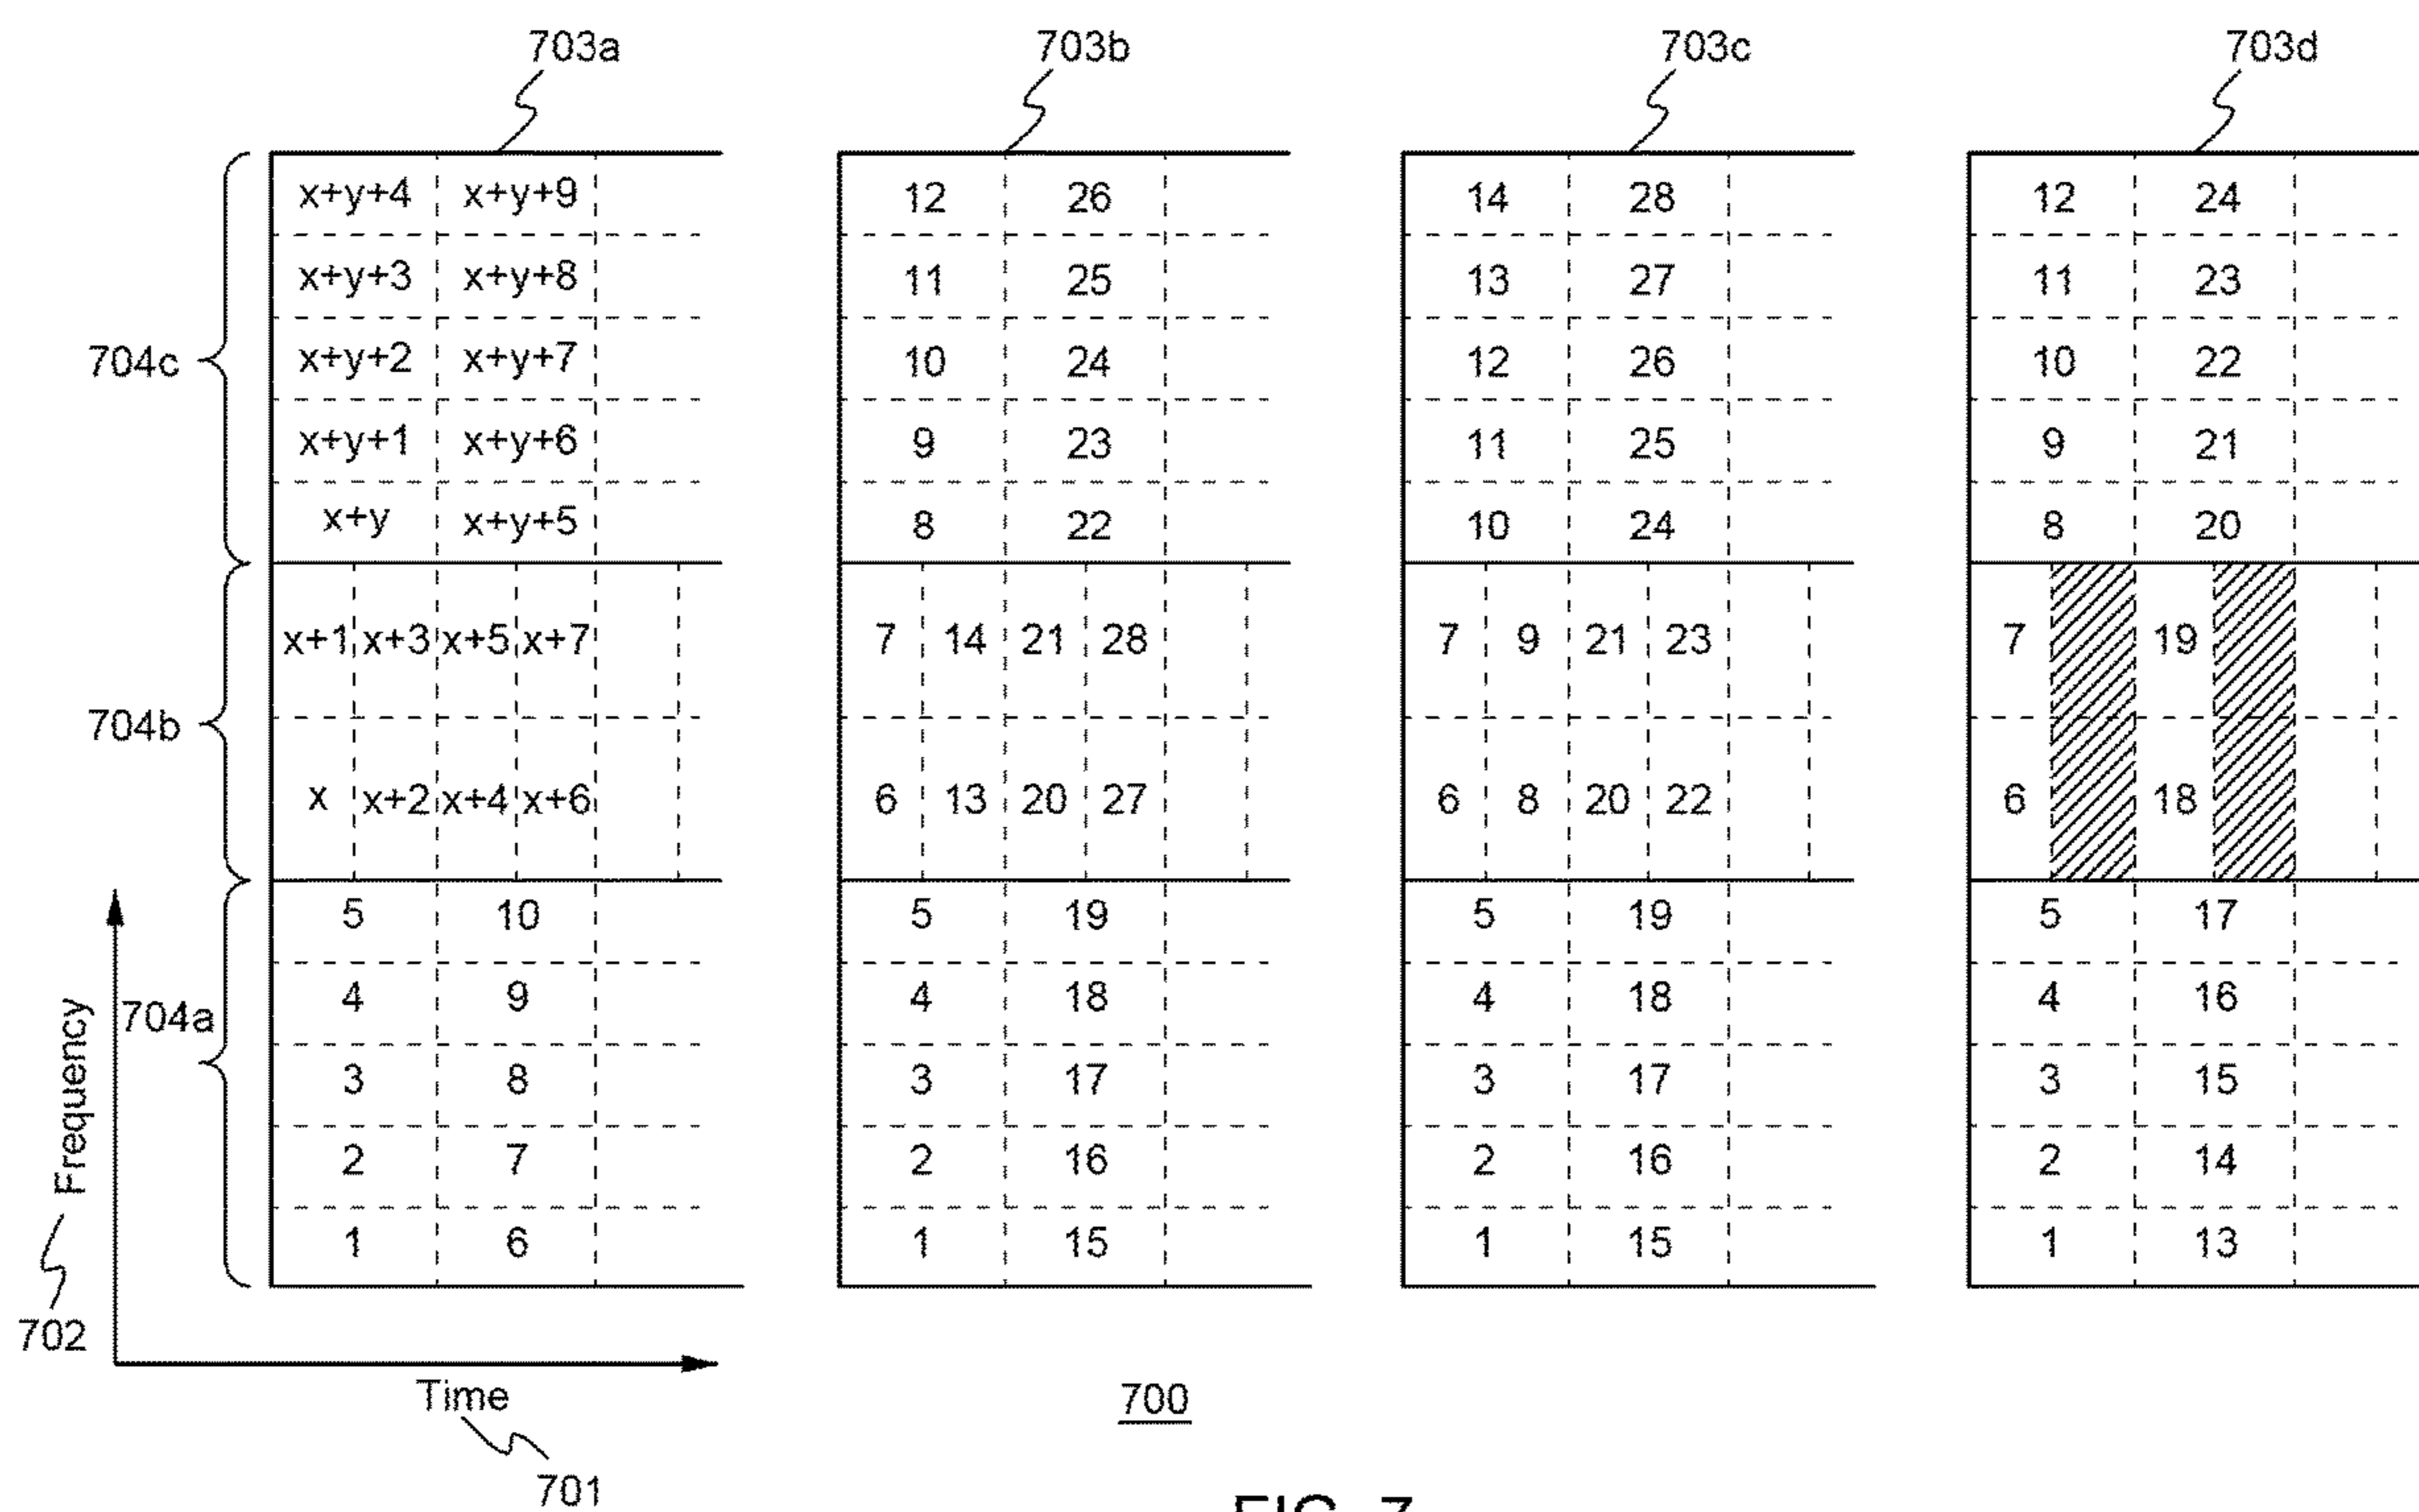 703a 703b 703c 703d
x+y+4 x+y+9 12 26 14 28 12 24
x+y+3 x+y+8 11 25 13 27 11 23
704c x+y+2 x+y+7 10 24 12 26 10 22
x+y+1 x+y+6 9 23 11 25 9 21
x+y x+y+5 8 22 10 24 8 20
x+1 x+3 x+5 x+7 7 14 21 28 7 9 21 23 7 19
704b
x x+2 x+4 x+6 6 13 20 27 6 8 20 22 6 18
5 10 5 19 5 19 5 17
704a 4 9 4 18 4 18 4 16
3 8 3 17 3 17 3 15
2 7 2 16 2 16 2 14
1 6 1 15 1 15 1 13
Frequency
702
Time
701
700
FIG. 7